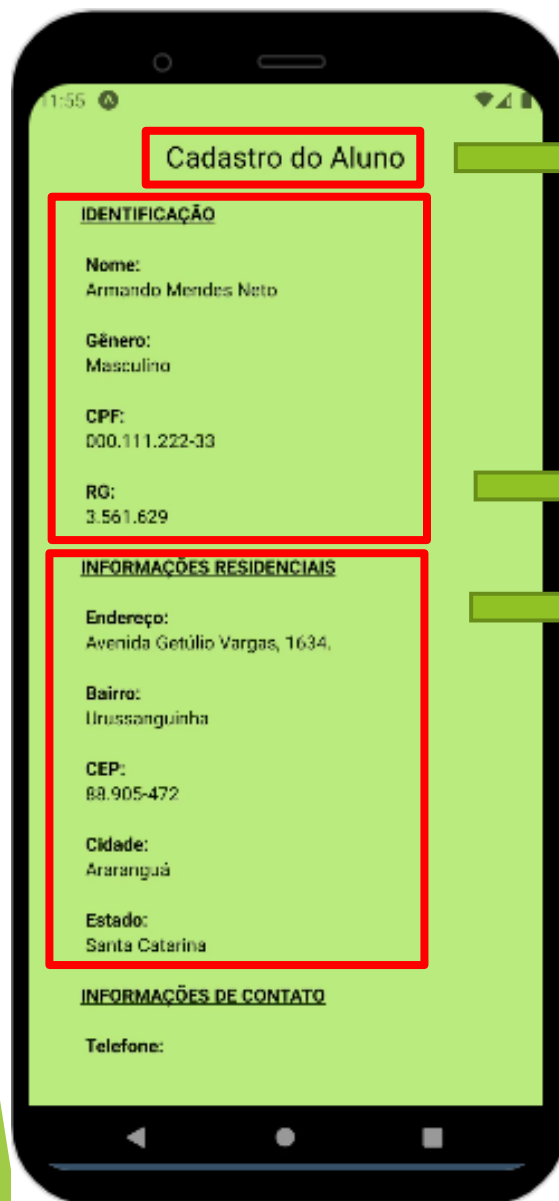 11:55
Cadastro do Aluno
IDENTIFICAÇÃO
Nome:
Armando Mendes Neto
Gênero:
Masculino
CPF:
000.111.222-33
RG:
3.561.629
INFORMAÇÕES RESIDENCIAIS
Endereço:
Avenida Getúlio Vargas, 1634.
Bairro:
Urussanguinha
CEP:
88.905-472
Cidade:
Araranguá
Estado:
Santa Catarina
INFORMAÇÕES DE CONTATO
Telefone: